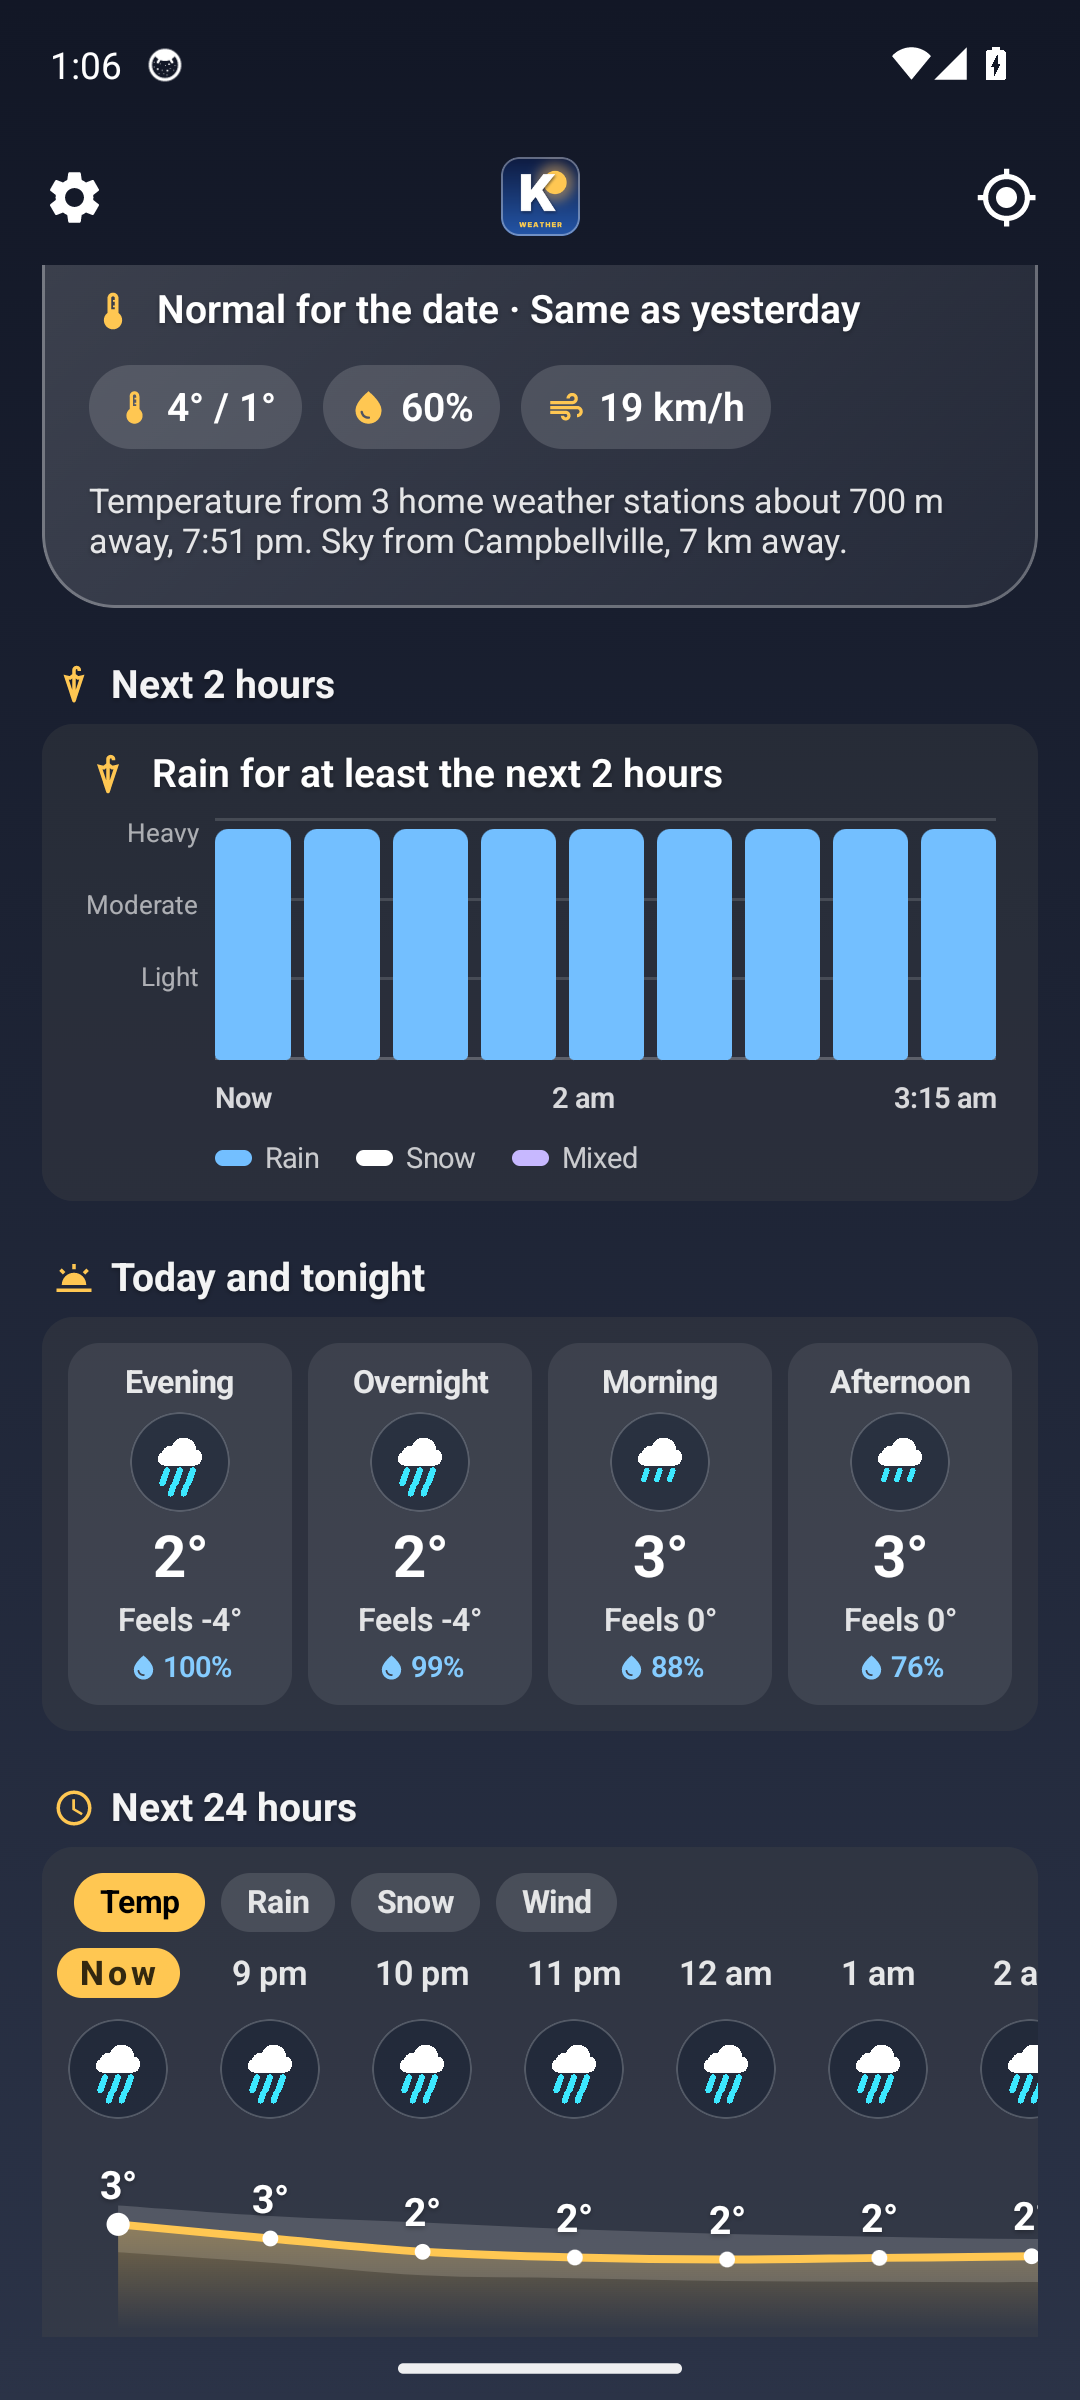 1:06
K
WEATHER
Normal for the date · Same as yesterday
4° / 1° 60% 19 km/h
Temperature from 3 home weather stations about 700 m
away, 7:51 pm. Sky from Campbellville, 7 km away.
Next 2 hours
Rain for at least the next 2 hours
Heavy
Moderate
Light
Now 2 am 3:15 am
Rain Snow Mixed
Today and tonight
Evening Overnight Morning Afternoon
2° 2° 3° 3°
Feels -4° Feels -4° Feels 0° Feels 0°
100% 99% 88% 76%
Next 24 hours
Temp Rain Snow Wind
Now 9 pm 10 pm 11 pm 12 am 1 am 2 a
3° 3° 2° 2° 2° 2° 2°